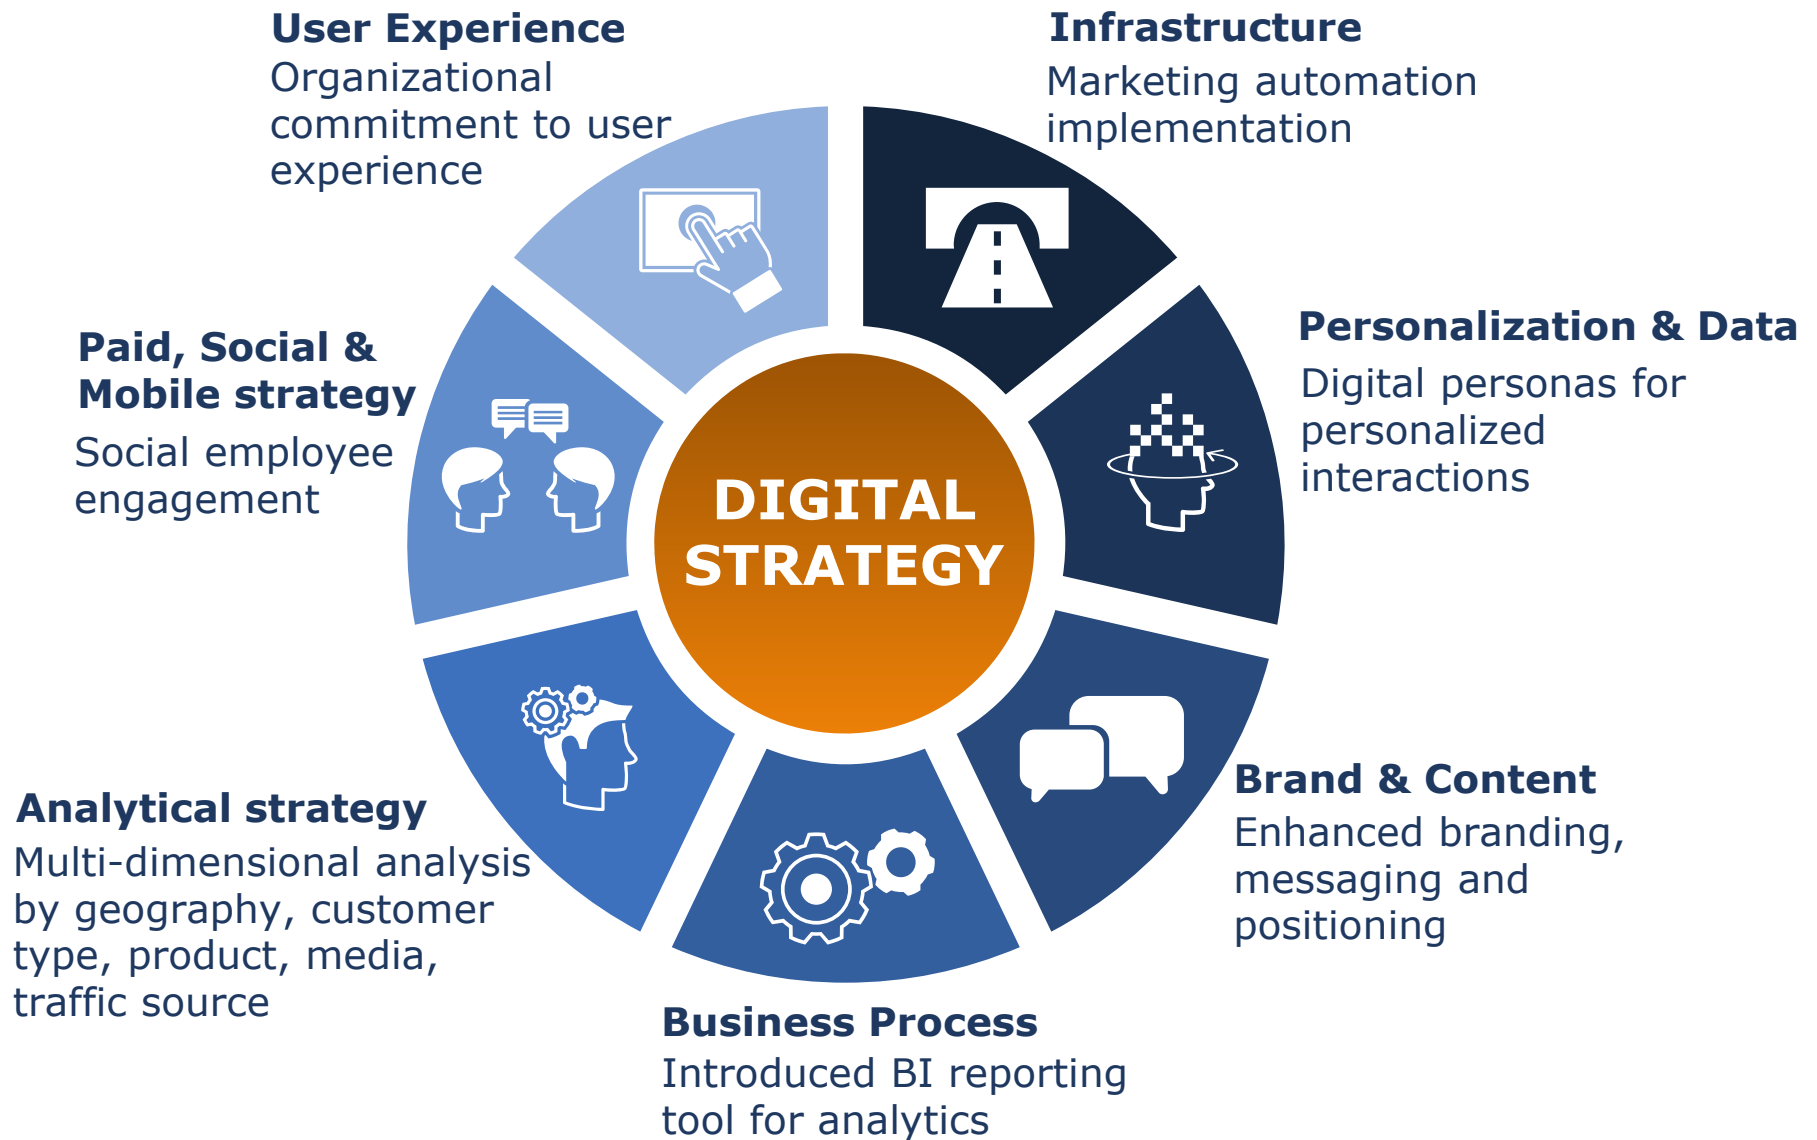 User Experience
Organizational
commitment to user
experience
Infrastructure
Marketing automation
implementation
Personalization & Data
Digital personas for
personalized
interactions
Paid, Social &
Mobile strategy
Social employee
engagement
DIGITAL
STRATEGY
Brand & Content
Enhanced branding,
messaging and
positioning
Analytical strategy
Multi-dimensional analysis
by geography, customer
type, product, media,
traffic source
Business Process
Introduced BI reporting
tool for analytics